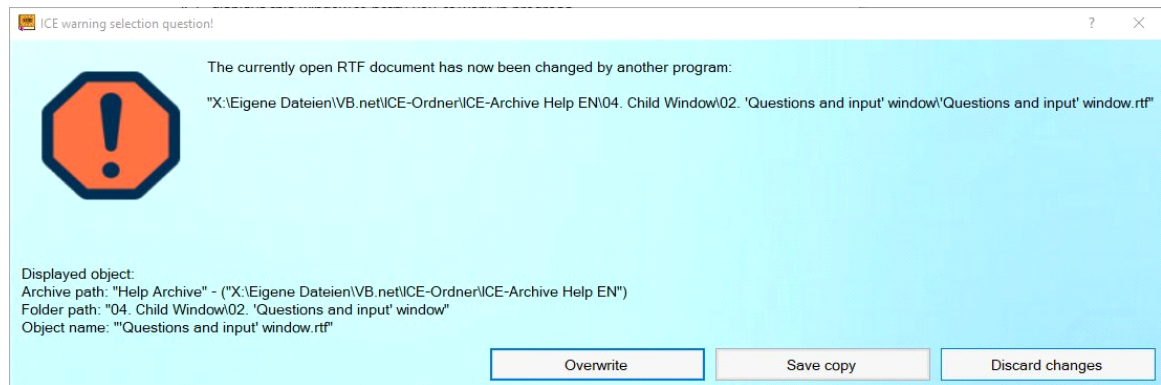 ICE warning selection question!
?
The currently open RTF document has now been changed by another program:
"X:\Eigene Dateien\VB.net\ICE-Ordner\ICE-Archive Help EN\04. Child Window\02. 'Questions and input' window\'Questions and input' window.rtf"
Displayed object:
Archive path: "Help Archive" - ("X:\Eigene Dateien\VB.net\ICE-Ordner\ICE-Archive Help EN")
Folder path: "04. Child Window\02. 'Questions and input' window"
Object name: "'Questions and input' window.rtf"
Overwrite
Save copy
Discard changes